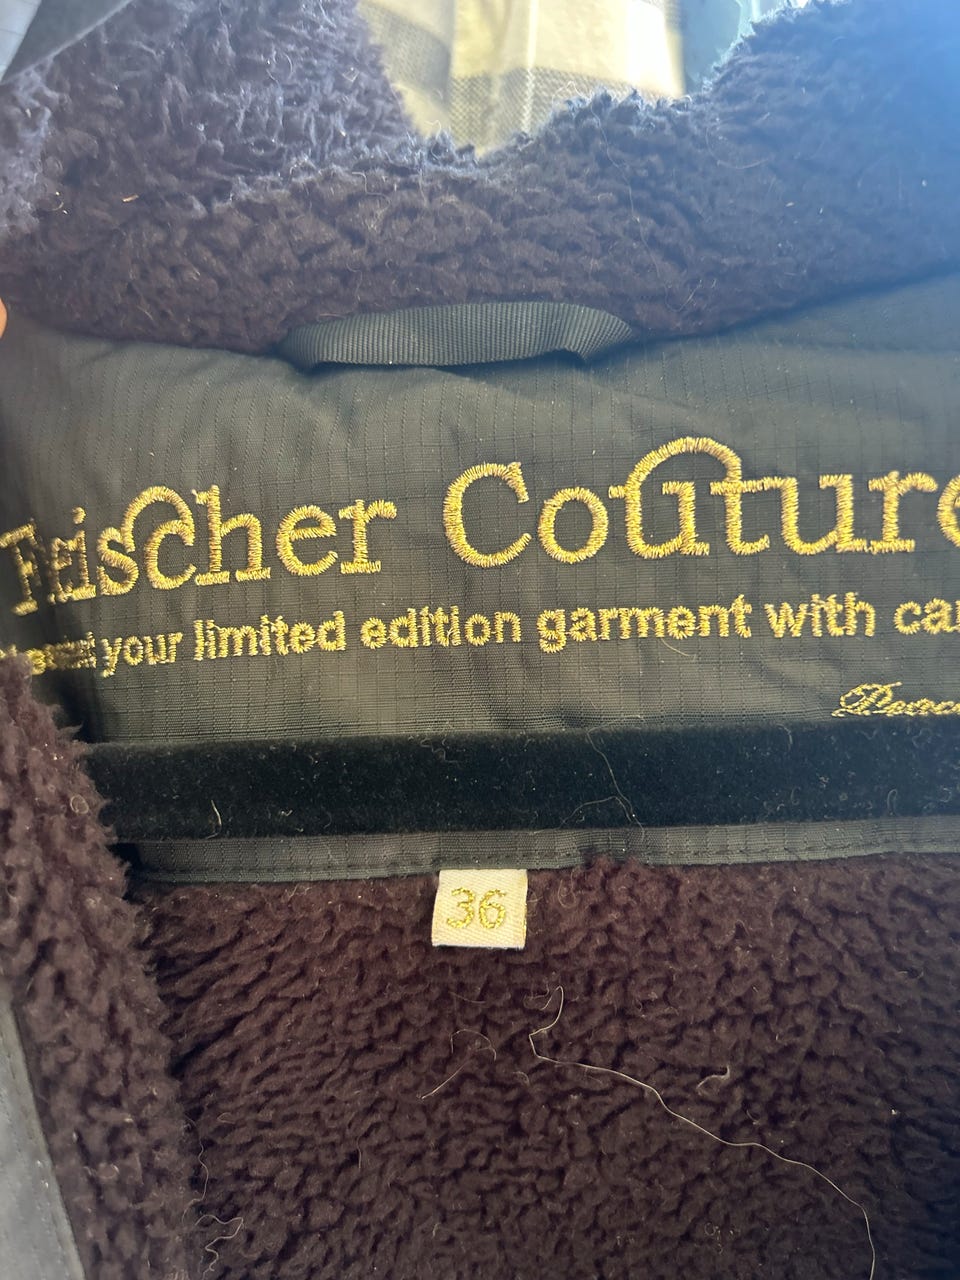 Fischer Couture
your limited edition garment with
36